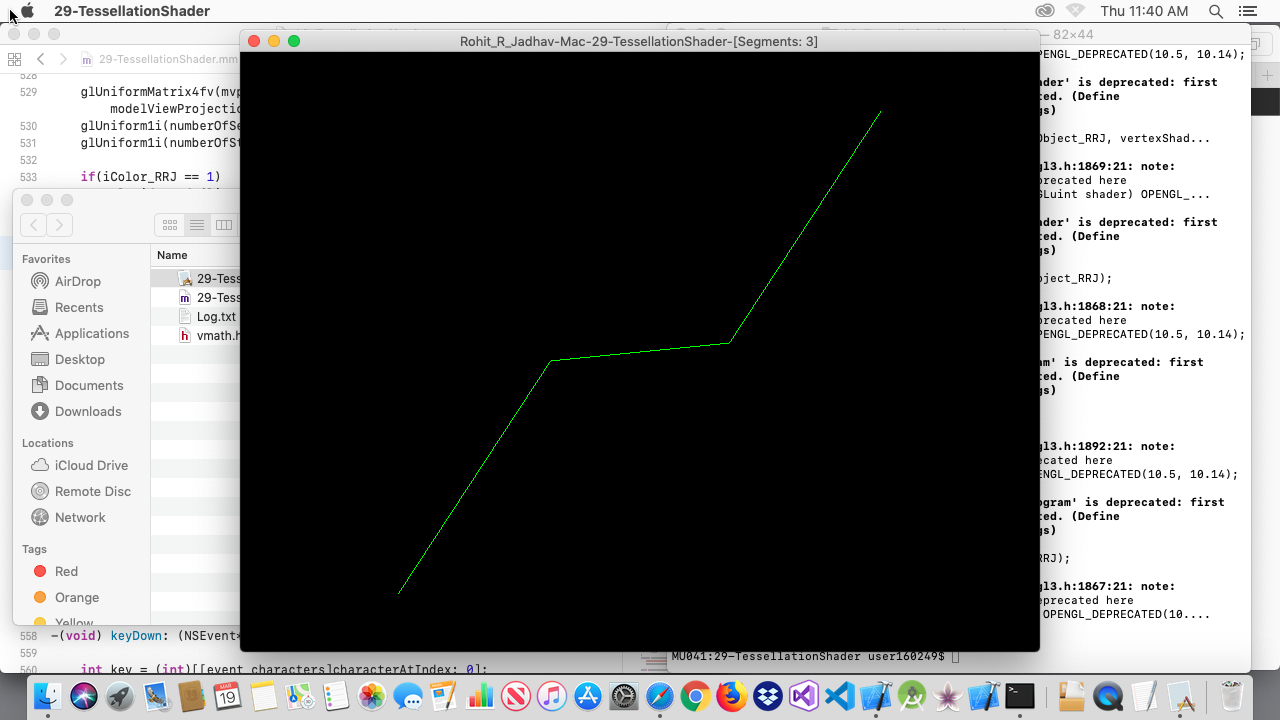 29-TessellationShader
Thu 11:40 AM
Rohit_R_Jadhav-Mac-29-TessellationShader-[Segments: 3]
82×44
29-TessellationShader.mm
528
529 glUniformMatrix4fv(mvp
modelViewProjectio
530 glUniform1i(numberOfSe
531 glUniform1i(numberOfSt
532
533 if(iColor_RRJ == 1)
Name
29-Tess
29-Tess
Log.txt
vmath.h
Favorites
AirDrop
Recents
Applications
Desktop
Documents
Downloads
Locations
iCloud Drive
Remote Disc
Network
Tags
Red
Orange
Yellow
558 -(void) keyDown: (NSEvent*
559
560 int key = (int)[[event characters]characterAtIndex: 0];
PENGL_DEPRECATED(10.5, 10.14);
ader' is deprecated: first
ted. (Define
gs)
Object_RRJ, vertexShad...
gl3.h:1869:21: note:
precated here
GLuint shader) OPENGL_...
ader' is deprecated: first
ted. (Define
gs)
bject_RRJ);
gl3.h:1868:21: note:
precated here
OPENGL_DEPRECATED(10.5, 10.14);
am' is deprecated: first
ted. (Define
gs)
gl3.h:1892:21: note:
ecated here
PENGL_DEPRECATED(10.5, 10.14);
ogram' is deprecated: first
ted. (Define
gs)
RRJ);
gl3.h:1867:21: note:
eprecated here
OPENGL_DEPRECATED(10....
MU041:29-TessellationShader user160249$
MAR
19